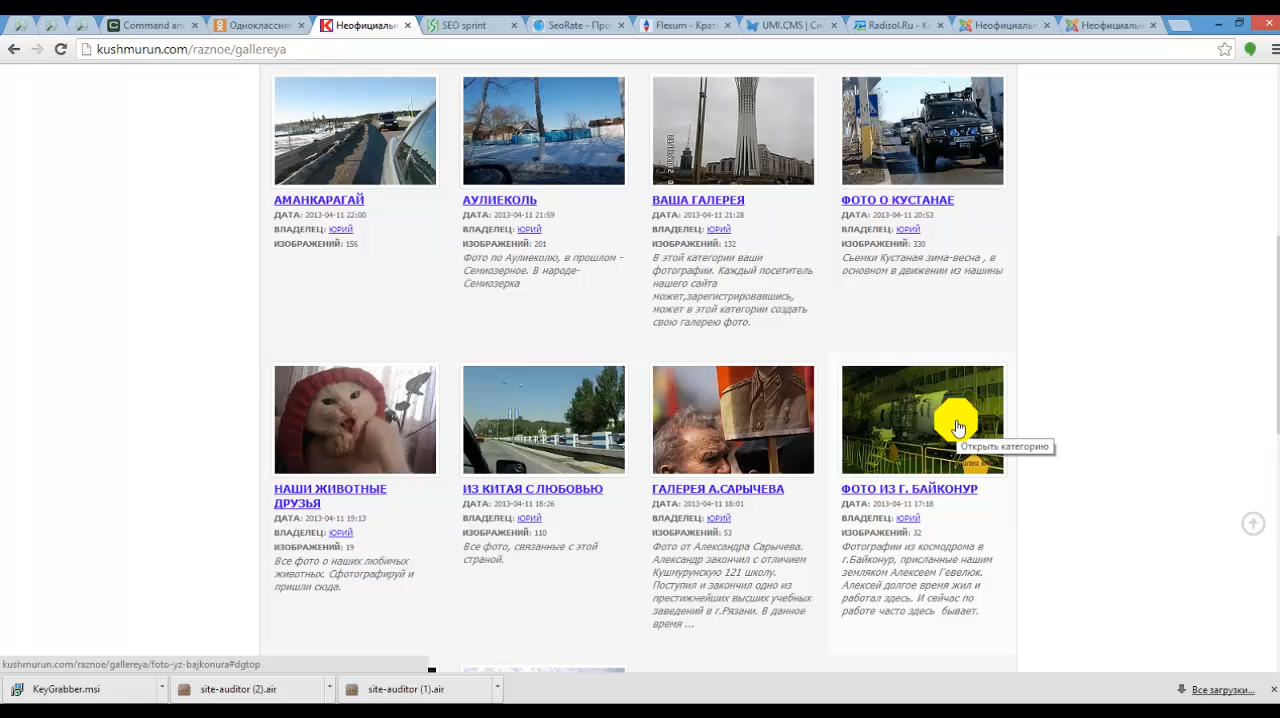 Command an
Одноклассн
Неофициаль
SEO sprint
SeoRate - Про
Flexum - Крат
UMI.CMS | Си
Radisol.Ru - Ко
Неофициаль
Неофициаль
kushmurun.com/raznoe/gallereya
АМАНКАРАГАЙ
ДАТА: 2013-04-11 22:00
ВЛАДЕЛЕЦ: ЮРИЙ
ИЗОБРАЖЕНИЙ: 156
АУЛИЕКОЛЬ
ДАТА: 2013-04-11 21:59
ВЛАДЕЛЕЦ: ЮРИЙ
ИЗОБРАЖЕНИЙ: 201
Фото по Аулиеколю, в прошлом -
Семиозерное. В народе-
Семиозерка
ВАША ГАЛЕРЕЯ
ДАТА: 2013-04-11 21:28
ВЛАДЕЛЕЦ: ЮРИЙ
ИЗОБРАЖЕНИЙ: 132
В этой категории ваши
фотографии. Каждый посетитель
нашего сайта
может,зарегистрировавшись,
может в этой категории создать
свою галерею фото.
ФОТО О КУСТАНАЕ
ДАТА: 2013-04-11 20:53
ВЛАДЕЛЕЦ: ЮРИЙ
ИЗОБРАЖЕНИЙ: 330
Съемки Кустаная зима-весна , в
основном в движении из машины
НАШИ ЖИВОТНЫЕ
ДРУЗЬЯ
ДАТА: 2013-04-11 19:13
ВЛАДЕЛЕЦ: ЮРИЙ
ИЗОБРАЖЕНИЙ: 19
Все фото о наших любимых
животных. Сфотографируй и
пришли сюда.
ИЗ КИТАЯ С ЛЮБОВЬЮ
ДАТА: 2013-04-11 18:26
ВЛАДЕЛЕЦ: ЮРИЙ
ИЗОБРАЖЕНИЙ: 110
Все фото, связанные с этой
страной.
ГАЛЕРЕЯ А.САРЫЧЕВА
ДАТА: 2013-04-11 18:01
ВЛАДЕЛЕЦ: ЮРИЙ
ИЗОБРАЖЕНИЙ: 53
Фото от Александра Сарычева.
Александр закончил с отличием
Кушмурунскую 121 школу.
Поступил и закончил одно из
престижнейших высших учебных
заведений в г.Рязани. В данное
время ...
Открыть категорию
ФОТО ИЗ Г. БАЙКОНУР
ДАТА: 2013-04-11 17:18
ВЛАДЕЛЕЦ: ЮРИЙ
ИЗОБРАЖЕНИЙ: 32
Фотографии из космодрома в
г.Байконур, присланные нашим
земляком Алексеем Гевелюк.
Алексей долгое время жил и
работал здесь. И сейчас по
работе часто здесь бывает.
kushmurun.com/raznoe/gallereya/foto-yz-bajkonura#dgtop
KeyGrabber.msi
site-auditor (2).air
site-auditor (1).air
Все загрузки...